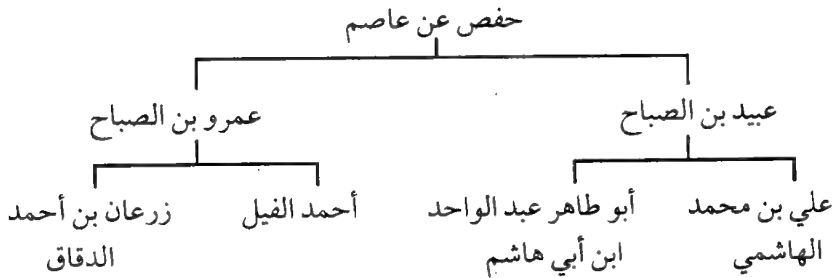 حفص عن عاصم
عبيد بن الصباح
عمرو بن الصباح
علي بن محمد
الهاشمي
أبو طاهر عبد الواحد
ابن أبي هاشم
أحمد الفيل
زرعان بن أحمد
الدقاق